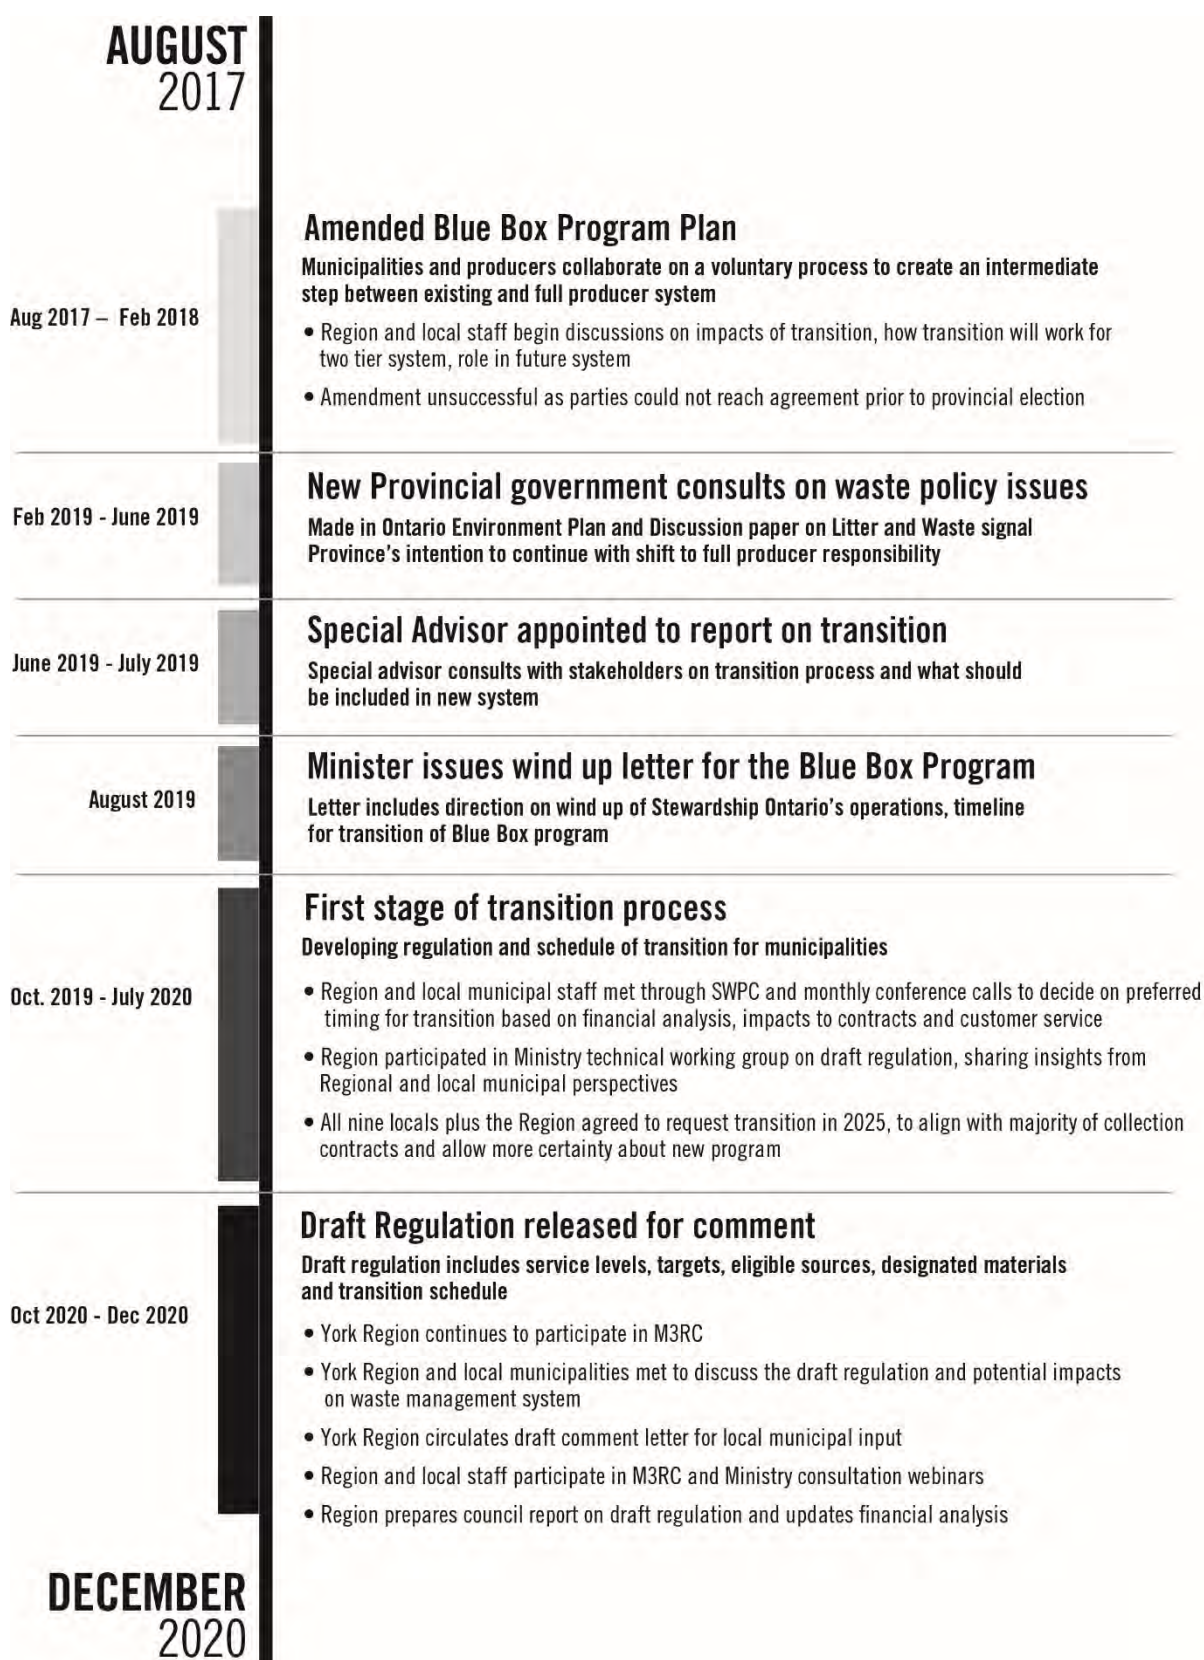 AUGUST
2017
Aug 2017 – Feb 2018
Amended Blue Box Program Plan
Municipalities and producers collaborate on a voluntary process to create an intermediate
step between existing and full producer system
• Region and local staff begin discussions on impacts of transition, how transition will work for
two tier system, role in future system
• Amendment unsuccessful as parties could not reach agreement prior to provincial election
Feb 2019 - June 2019
New Provincial government consults on waste policy issues
Made in Ontario Environment Plan and Discussion paper on Litter and Waste signal
Province's intention to continue with shift to full producer responsibility
June 2019 - July 2019
Special Advisor appointed to report on transition
Special advisor consults with stakeholders on transition process and what should
be included in new system
August 2019
Minister issues wind up letter for the Blue Box Program
Letter includes direction on wind up of Stewardship Ontario's operations, timeline
for transition of Blue Box program
Oct. 2019 - July 2020
First stage of transition process
Developing regulation and schedule of transition for municipalities
• Region and local municipal staff met through SWPC and monthly conference calls to decide on preferred
timing for transition based on financial analysis, impacts to contracts and customer service
• Region participated in Ministry technical working group on draft regulation, sharing insights from
Regional and local municipal perspectives
• All nine locals plus the Region agreed to request transition in 2025, to align with majority of collection
contracts and allow more certainty about new program
Oct 2020 - Dec 2020
Draft Regulation released for comment
Draft regulation includes service levels, targets, eligible sources, designated materials
and transition schedule
• York Region continues to participate in M3RC
• York Region and local municipalities met to discuss the draft regulation and potential impacts
on waste management system
• York Region circulates draft comment letter for local municipal input
• Region and local staff participate in M3RC and Ministry consultation webinars
• Region prepares council report on draft regulation and updates financial analysis
DECEMBER
2020